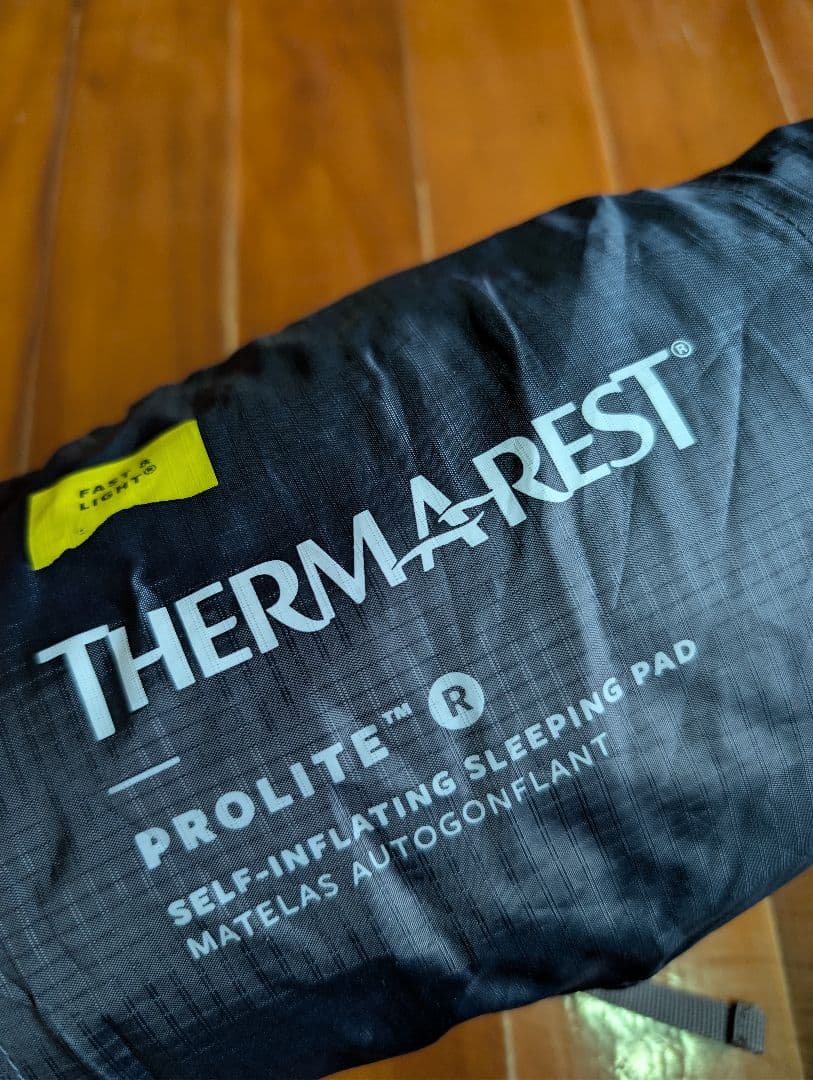 FAST &
LIGHT®
THERMAREST®
PROLITE™ R
SELF-INFLATING SLEEPING PAD
MATELAS AUTOGONFLANT